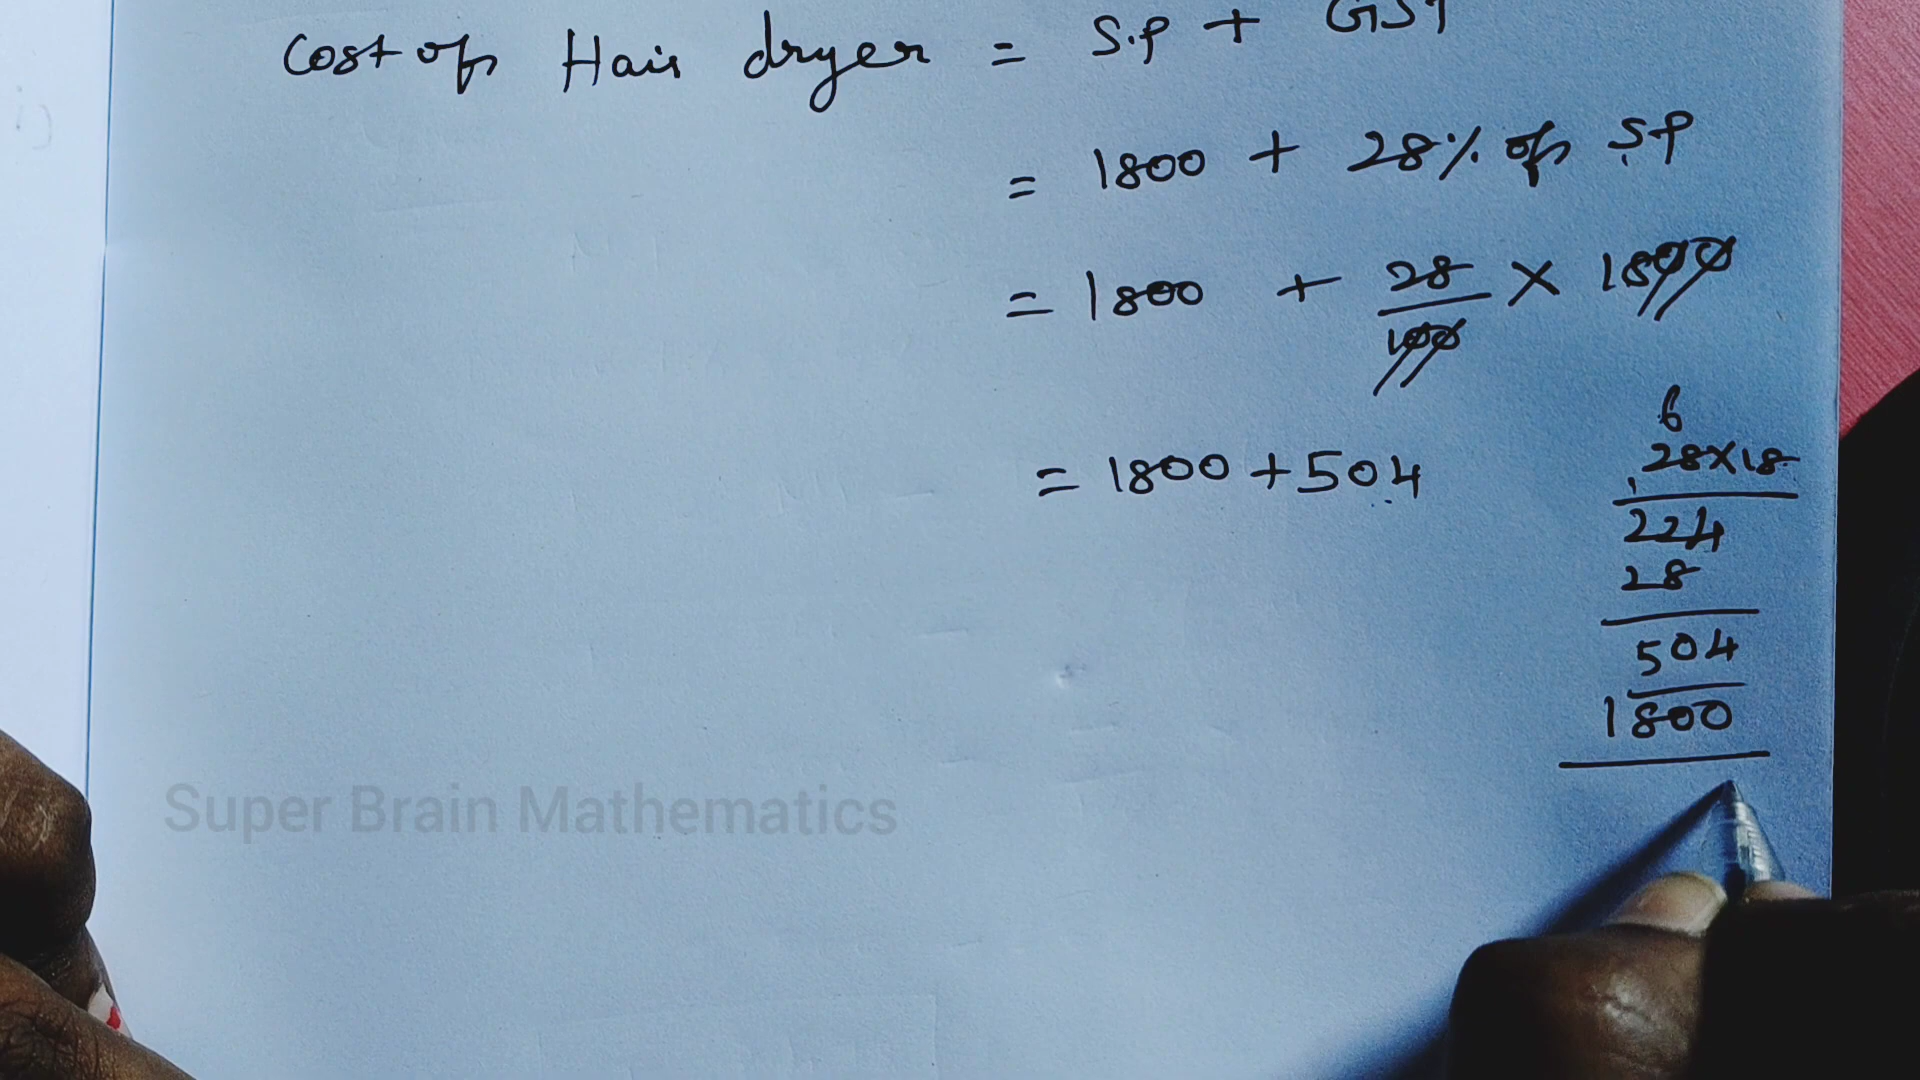 Cost of Hair dryer = S.P + GST
= 1800 + 28% of S.P
= 1800 + 28/100 × 1800
= 1800 + 504
6
28×18
224
28
504
1800
Super Brain Mathematics